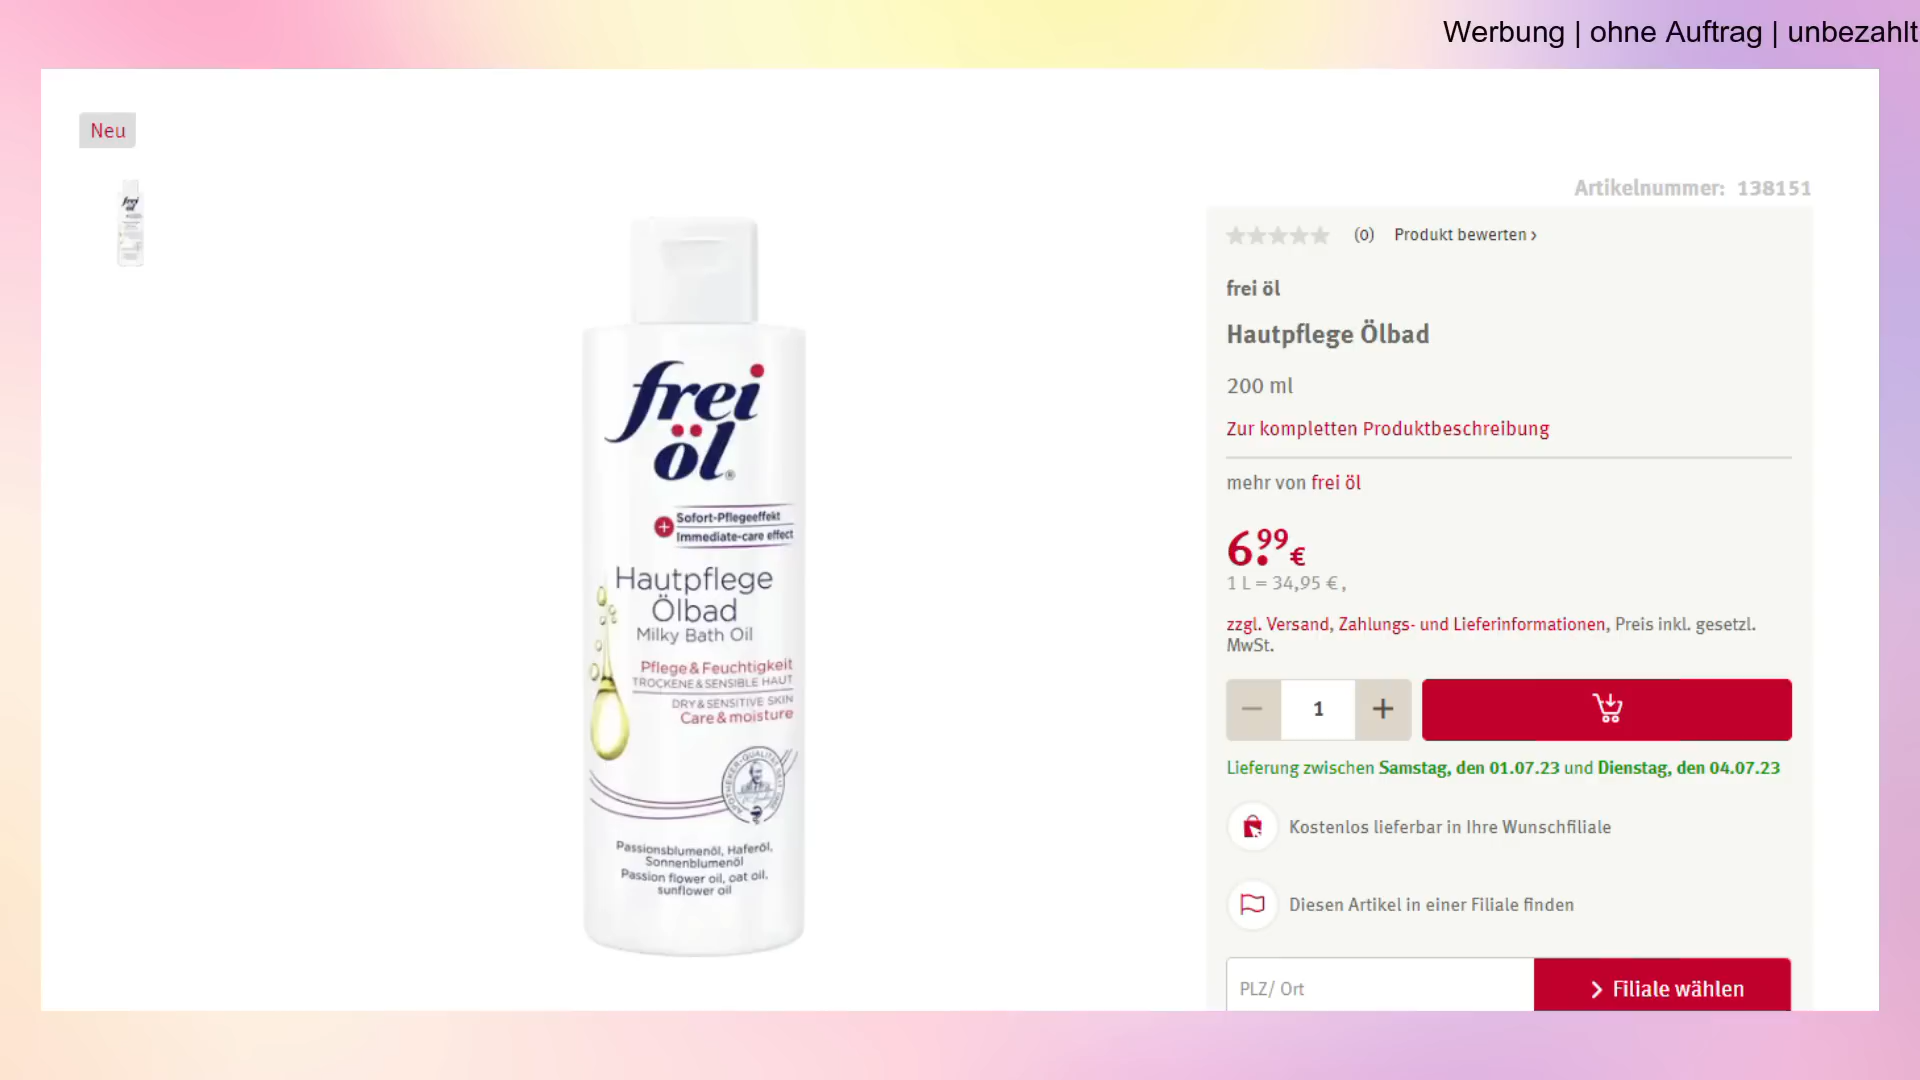 Werbung | ohne Auftrag | unbezahlt
Neu
frei
öl
Artikelnummer: 138151
(0) Produkt bewerten ›
frei öl
Hautpflege Ölbad
200 ml
Zur kompletten Produktbeschreibung
mehr von frei öl
6.99 €
1 L = 34,95 € ,
zzgl. Versand, Zahlungs- und Lieferinformationen, Preis inkl. gesetzl.
MwSt.
1
Lieferung zwischen Samstag, den 01.07.23 und Dienstag, den 04.07.23
Kostenlos lieferbar in Ihre Wunschfiliale
Diesen Artikel in einer Filiale finden
PLZ/ Ort
Filiale wählen
frei
öl®
Sofort-Pflegeeffekt
Immediate-care effect
Hautpflege
Ölbad
Milky Bath Oil
Pflege & Feuchtigkeit
TROCKENE & SENSIBLE HAUT
DRY & SENSITIVE SKIN
Care & moisture
Passionsblumenöl, Haferöl,
Sonnenblumenöl
Passion flower oil, oat oil,
sunflower oil